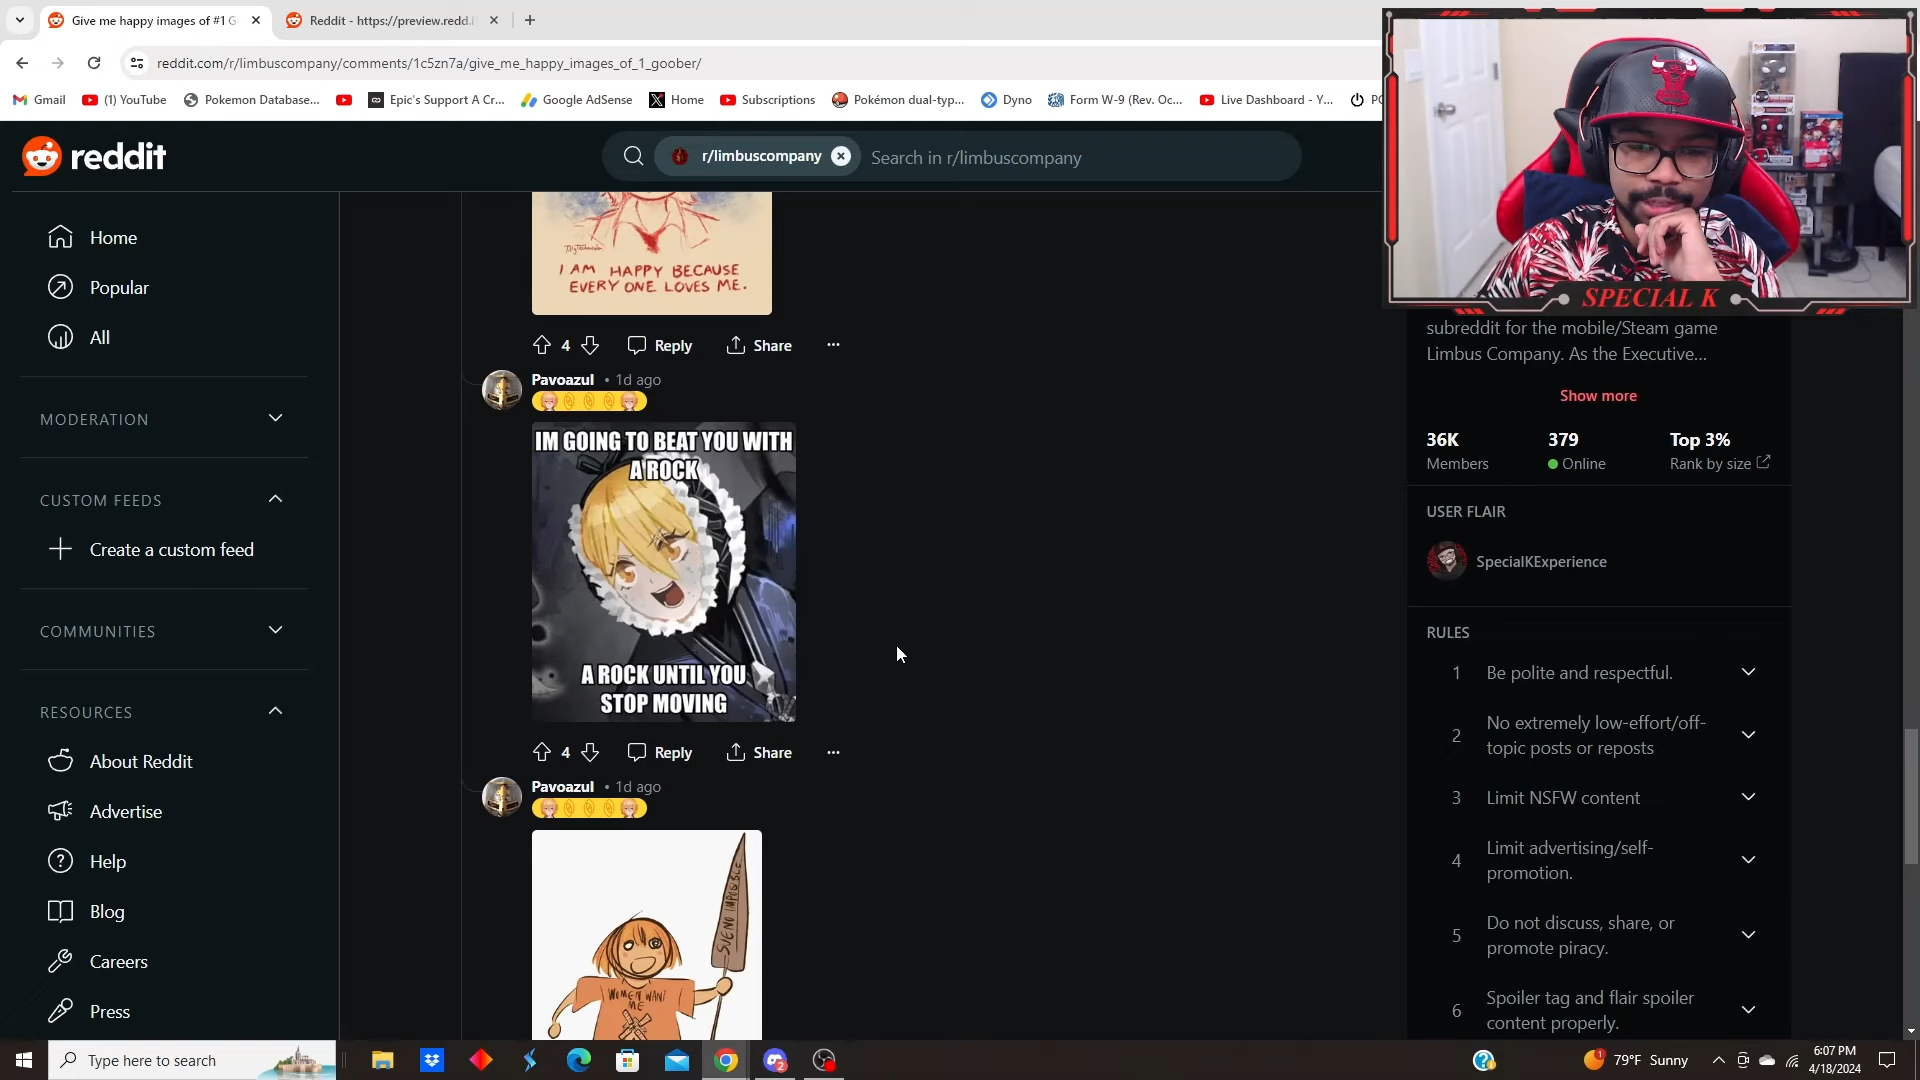 Give me happy images of #1 G
Reddit - https://preview.redd.i
reddit.com/r/limbuscompany/comments/1c5zn7a/give_me_happy_images_of_1_goober/
Gmail
(1) YouTube
Pokemon Database...
Epic's Support A Cr...
Google AdSense
Home
Subscriptions
Pokémon dual-typ...
Dyno
Form W-9 (Rev. Oc...
Live Dashboard - Y...
PC
reddit
r/limbuscompany
Search in r/limbuscompany
SPECIAL K
Home
Popular
All
MODERATION
CUSTOM FEEDS
Create a custom feed
COMMUNITIES
RESOURCES
About Reddit
Advertise
Help
Blog
Careers
Press
I AM HAPPY BECAUSE
EVERY ONE LOVES ME.
4
Reply
Share
Pavoazul • 1d ago
IM GOING TO BEAT YOU WITH
A ROCK
A ROCK UNTIL YOU
STOP MOVING
4
Reply
Share
Pavoazul • 1d ago
SUENO IMPOSIBLE
WOMEN WANT
ME
subreddit for the mobile/Steam game
Limbus Company. As the Executive...
Show more
36K
Members
379
Online
Top 3%
Rank by size
USER FLAIR
SpecialKExperience
RULES
1 Be polite and respectful.
2 No extremely low-effort/off-
topic posts or reposts
3 Limit NSFW content
4 Limit advertising/self-
promotion.
5 Do not discuss, share, or
promote piracy.
6 Spoiler tag and flair spoiler
content properly.
Type here to search
79°F Sunny
6:07 PM
4/18/2024